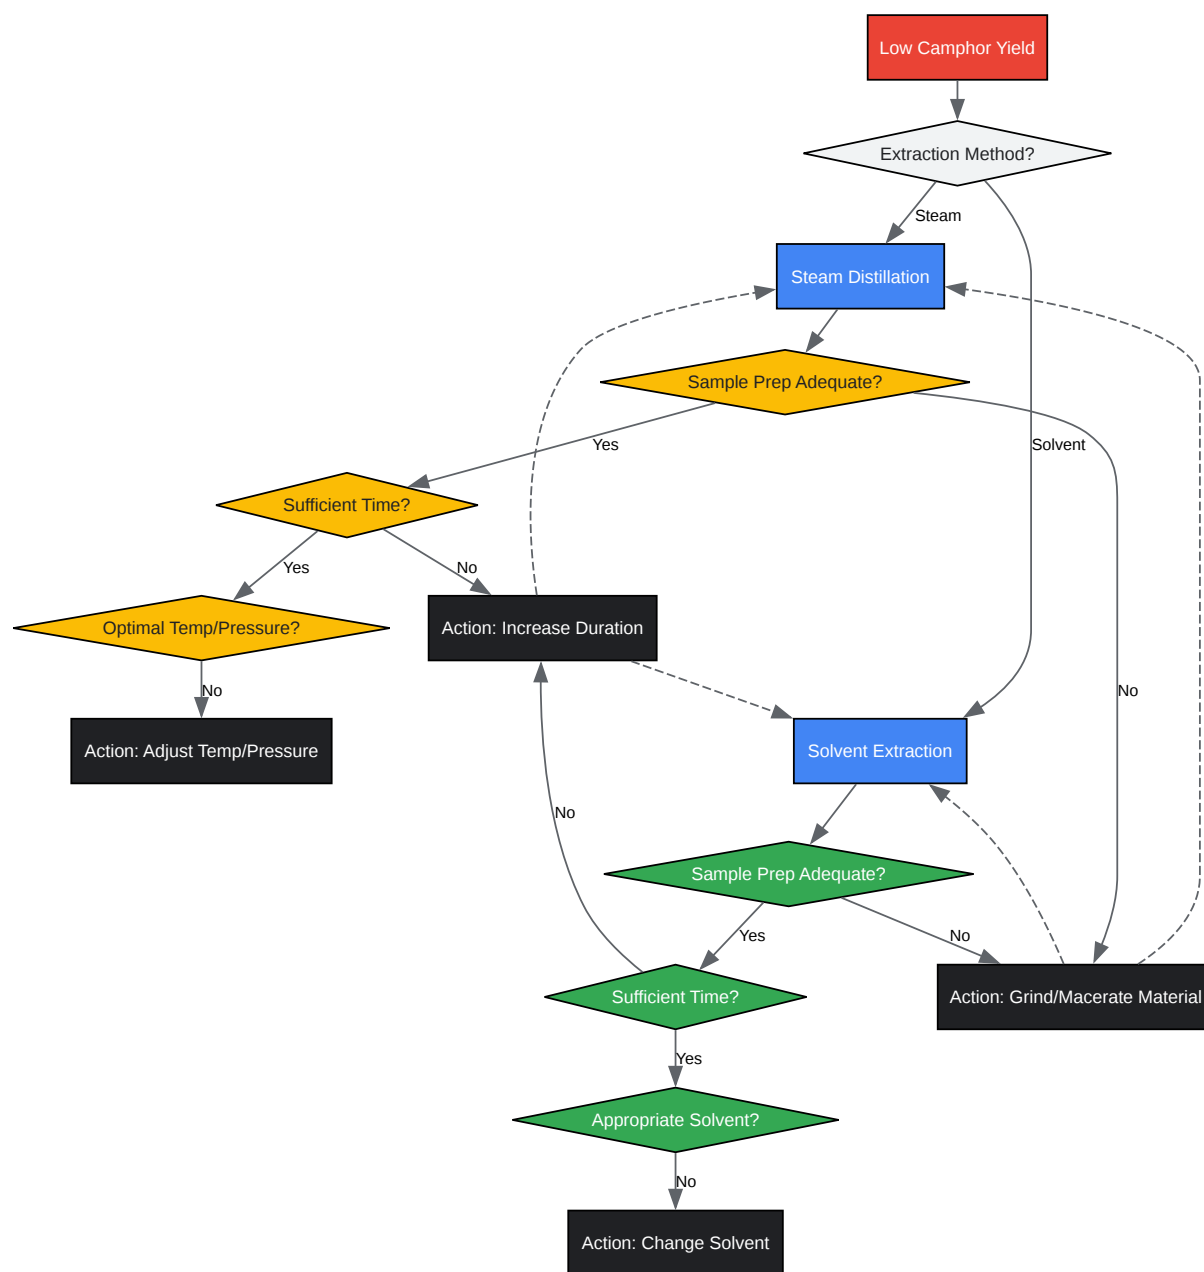 Low Camphor Yield
Extraction Method?
Steam
Steam Distillation
Sample Prep Adequate?
Yes
Solvent
Sufficient Time?
Yes
No
Optimal Temp/Pressure?
Action: Increase Duration
No
No
Action: Adjust Temp/Pressure
Solvent Extraction
No
Sample Prep Adequate?
Yes
No
Sufficient Time?
Action: Grind/Macerate Material
Yes
Appropriate Solvent?
No
Action: Change Solvent